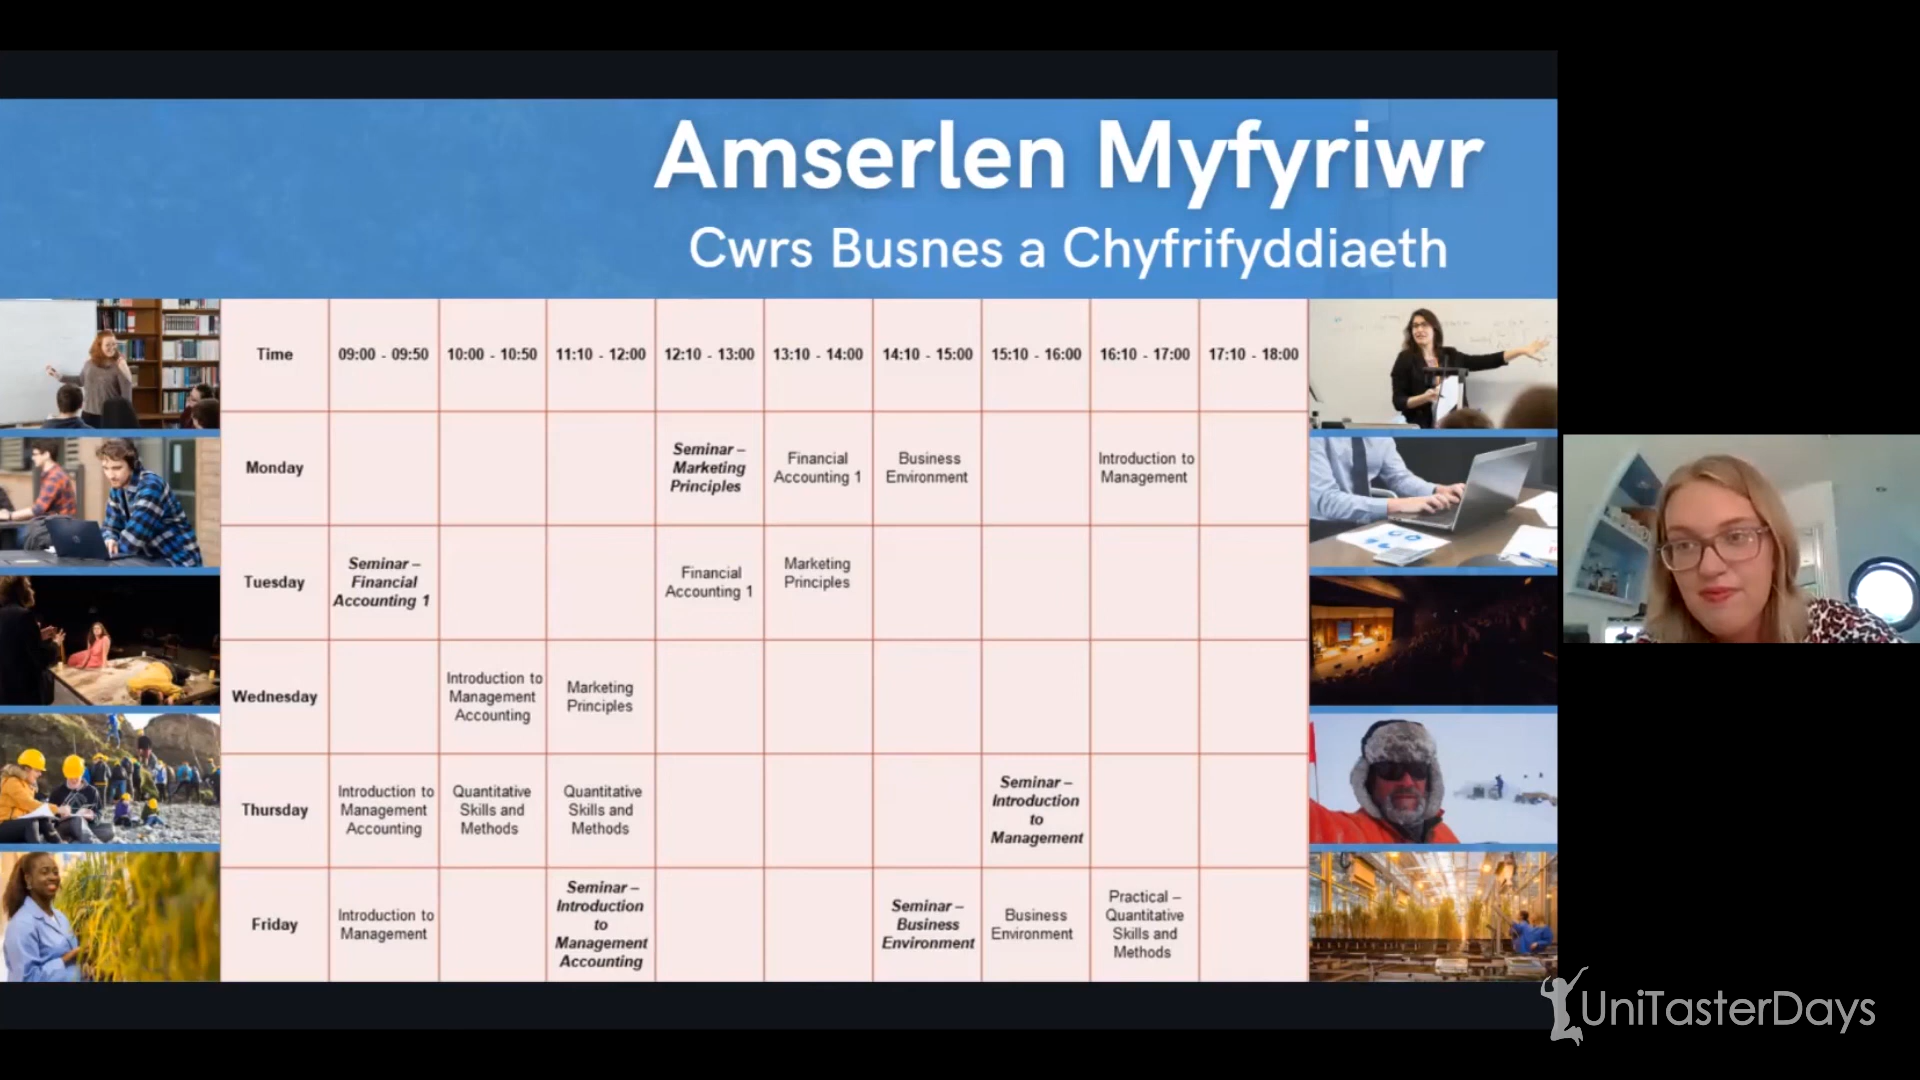 Amserlen Myfyriwr
Cwrs Busnes a Chyfrifyddiaeth
Time
09:00 - 09:50
10:00 - 10:50
11:10 - 12:00
12:10 - 13:00
13:10 - 14:00
14:10 - 15:00
15:10 - 16:00
16:10 - 17:00
17:10 - 18:00
Monday
Seminar –
Marketing
Principles
Financial
Accounting 1
Business
Environment
Introduction to
Management
Tuesday
Seminar –
Financial
Accounting 1
Financial
Accounting 1
Marketing
Principles
Wednesday
Introduction to
Management
Accounting
Marketing
Principles
Thursday
Introduction to
Management
Accounting
Quantitative
Skills and
Methods
Quantitative
Skills and
Methods
Seminar –
Introduction
to
Management
Friday
Introduction to
Management
Seminar –
Introduction
to
Management
Accounting
Seminar –
Business
Environment
Business
Environment
Practical –
Quantitative
Skills and
Methods
UniTasterDays